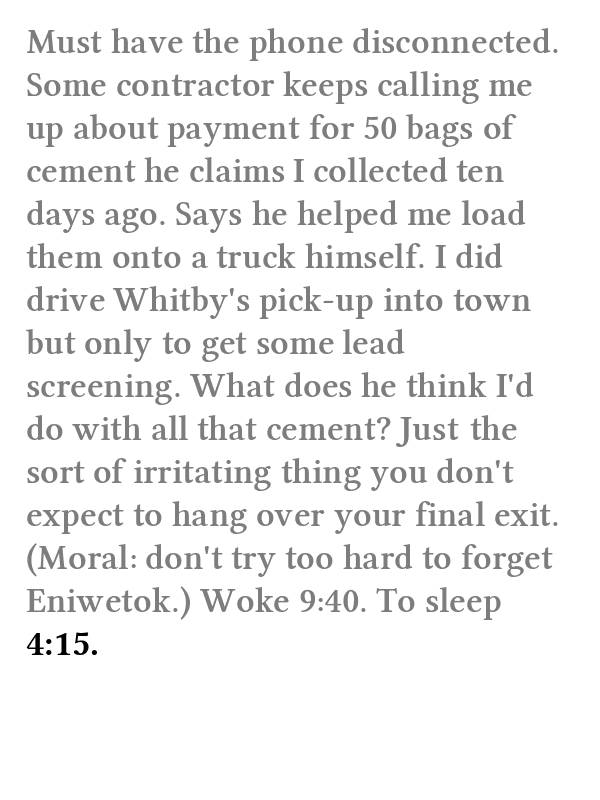 Must have the phone disconnected.
Some contractor keeps calling me
up about payment for 50 bags of
cement he claims I collected ten
days ago. Says he helped me load
them onto a truck himself. I did
drive Whitby's pick-up into town
but only to get some lead
screening. What does he think I'd
do with all that cement? Just the
sort of irritating thing you don't
expect to hang over your final exit.
(Moral: don't try too hard to forget
Eniwetok.) Woke 9:40. To sleep
4:15.